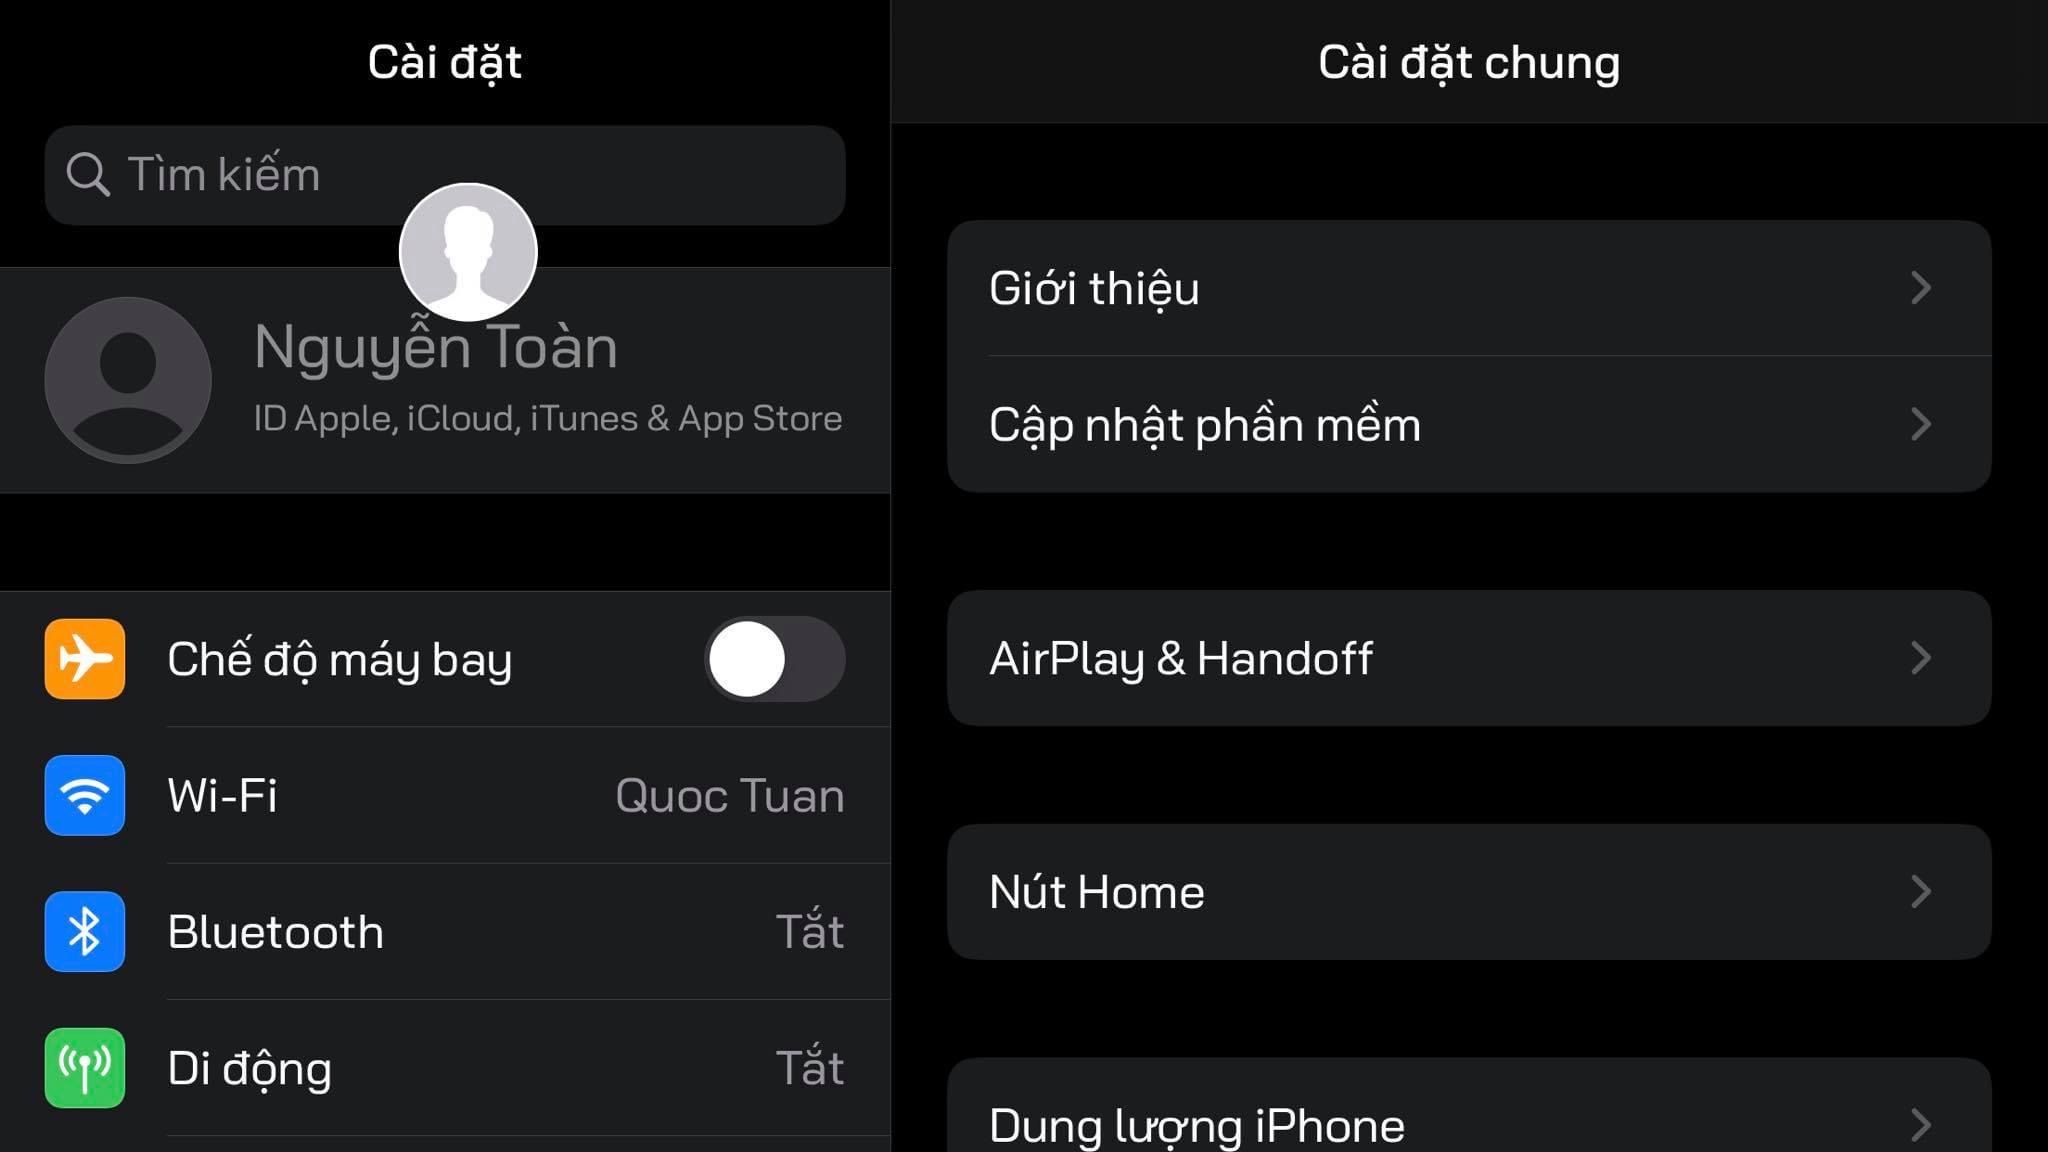 Cài đặt
Tìm kiếm
Nguyễn Toàn
ID Apple, iCloud, iTunes & App Store
Chế độ máy bay
Wi-Fi Quoc Tuan
Bluetooth Tắt
Di động Tắt
Cài đặt chung
Giới thiệu
Cập nhật phần mềm
AirPlay & Handoff
Nút Home
Dung lượng iPhone